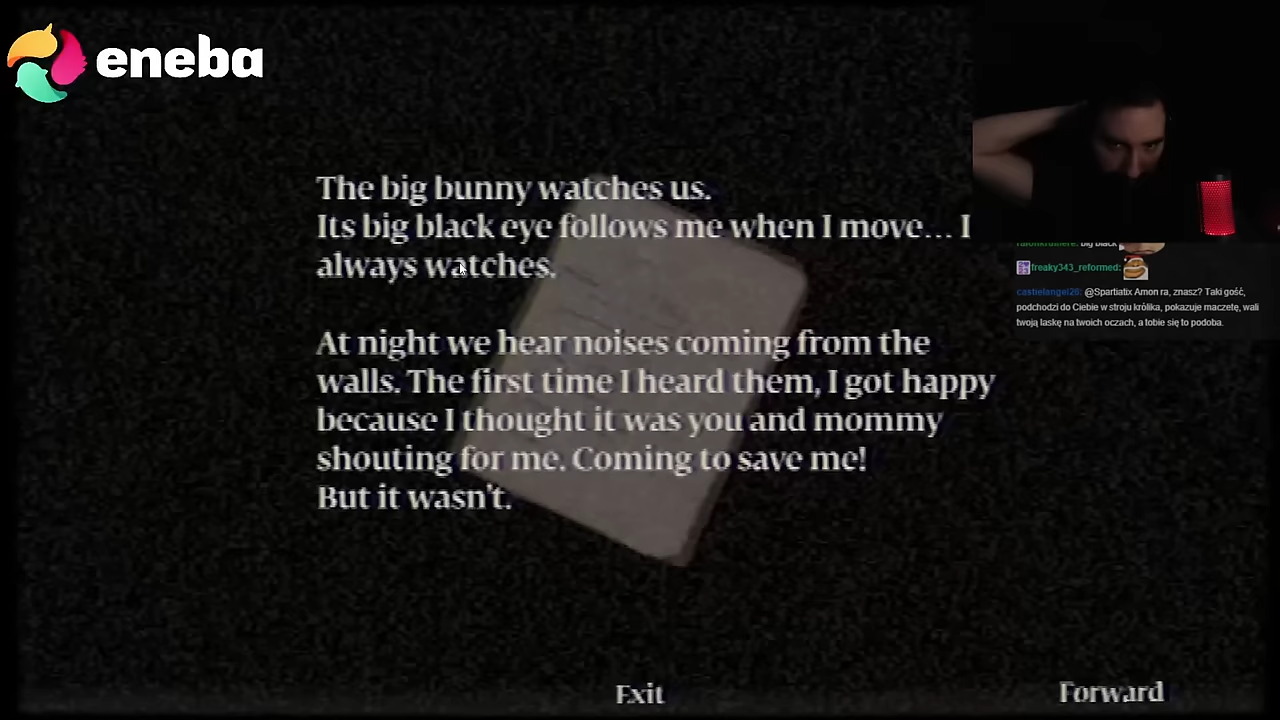 eneba
The big bunny watches us.
Its big black eye follows me when I move... I
always watches.
At night we hear noises coming from the
walls. The first time I heard them, I got happy
because I thought it was you and mommy
shouting for me. Coming to save me!
But it wasn't.
big black
freaky343_reformed:
castielangel26: @Spartiatix Amon ra, znasz? Taki gość,
podchodzi do Ciebie w stroju królika, pokazuje maczetę, wali
twoją laskę na twoich oczach, a tobie się to podoba.
Exit
Forward